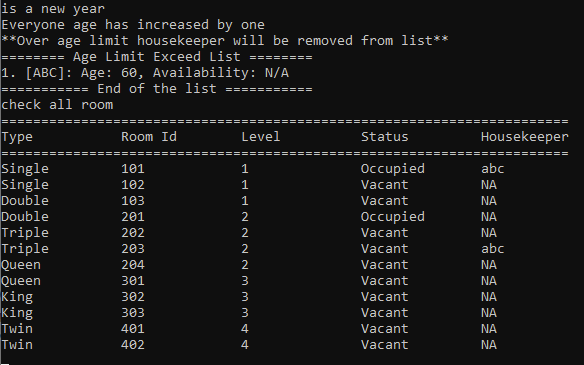 is a new year
Everyone age has increased by one
**Over age limit housekeeper will be removed from list**
======== Age Limit Exceed List ========
1. [ABC]: Age: 60, Availability: N/A
=========== End of the list ===========
check all room
=======================================================================
Type Room Id Level Status Housekeeper
=======================================================================
Single 101 1 Occupied abc
Single 102 1 Vacant NA
Double 103 1 Vacant NA
Double 201 2 Occupied NA
Triple 202 2 Vacant NA
Triple 203 2 Vacant abc
Queen 204 2 Vacant NA
Queen 301 3 Vacant NA
King 302 3 Vacant NA
King 303 3 Vacant NA
Twin 401 4 Vacant NA
Twin 402 4 Vacant NA